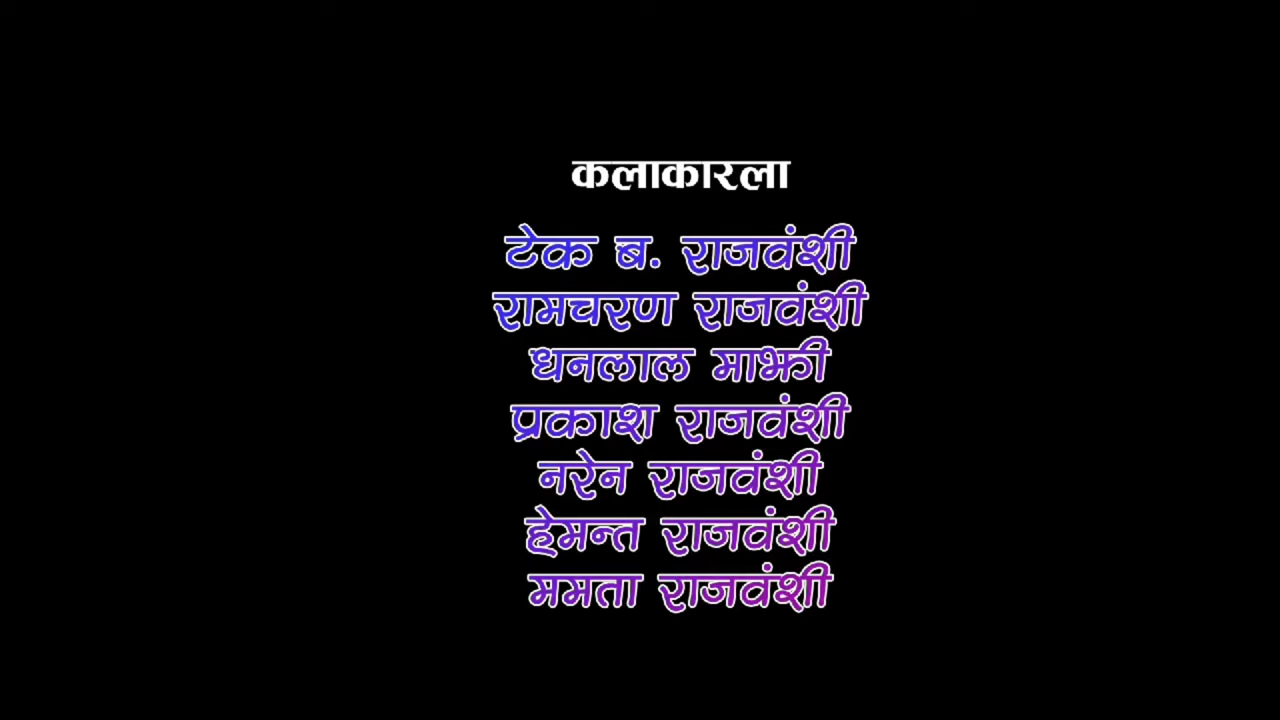 कलाकारला
टेक ब. राजवंशी
रामचरण राजवंशी
धनलाल माझी
प्रकाश राजवंशी
नरेन राजवंशी
हेमन्त राजवंशी
ममता राजवंशी